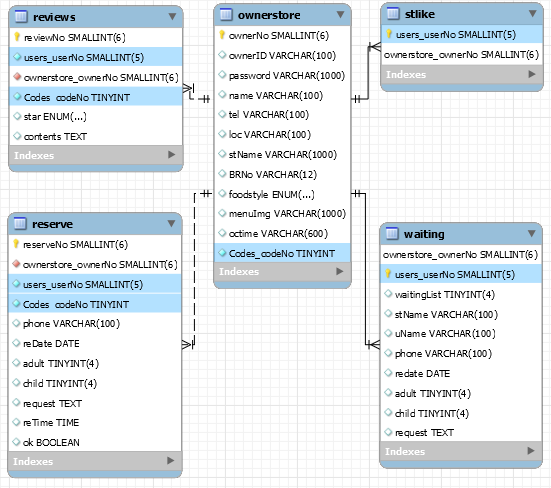 reviews
reviewNo SMALLINT(6)
users_userNo SMALLINT(5)
ownerstore_ownerNo SMALLINT(6)
Codes_codeNo TINYINT
star ENUM(...)
contents TEXT
Indexes
ownerstore
ownerNo SMALLINT(6)
ownerID VARCHAR(100)
password VARCHAR(1000)
name VARCHAR(100)
tel VARCHAR(100)
loc VARCHAR(100)
stName VARCHAR(1000)
BRNo VARCHAR(12)
foodstyle ENUM(...)
menuImg VARCHAR(1000)
octime VARCHAR(600)
Codes_codeNo TINYINT
Indexes
stlike
users_userNo SMALLINT(5)
ownerstore_ownerNo SMALLINT(6)
Indexes
reserve
reserveNo SMALLINT(6)
ownerstore_ownerNo SMALLINT(6)
users_userNo SMALLINT(5)
Codes_codeNo TINYINT
phone VARCHAR(100)
reDate DATE
adult TINYINT(4)
child TINYINT(4)
request TEXT
reTime TIME
ok BOOLEAN
Indexes
waiting
ownerstore_ownerNo SMALLINT(6)
users_userNo SMALLINT(5)
waitingList TINYINT(4)
stName VARCHAR(100)
uName VARCHAR(100)
phone VARCHAR(100)
redate DATE
adult TINYINT(4)
child TINYINT(4)
request TEXT
Indexes